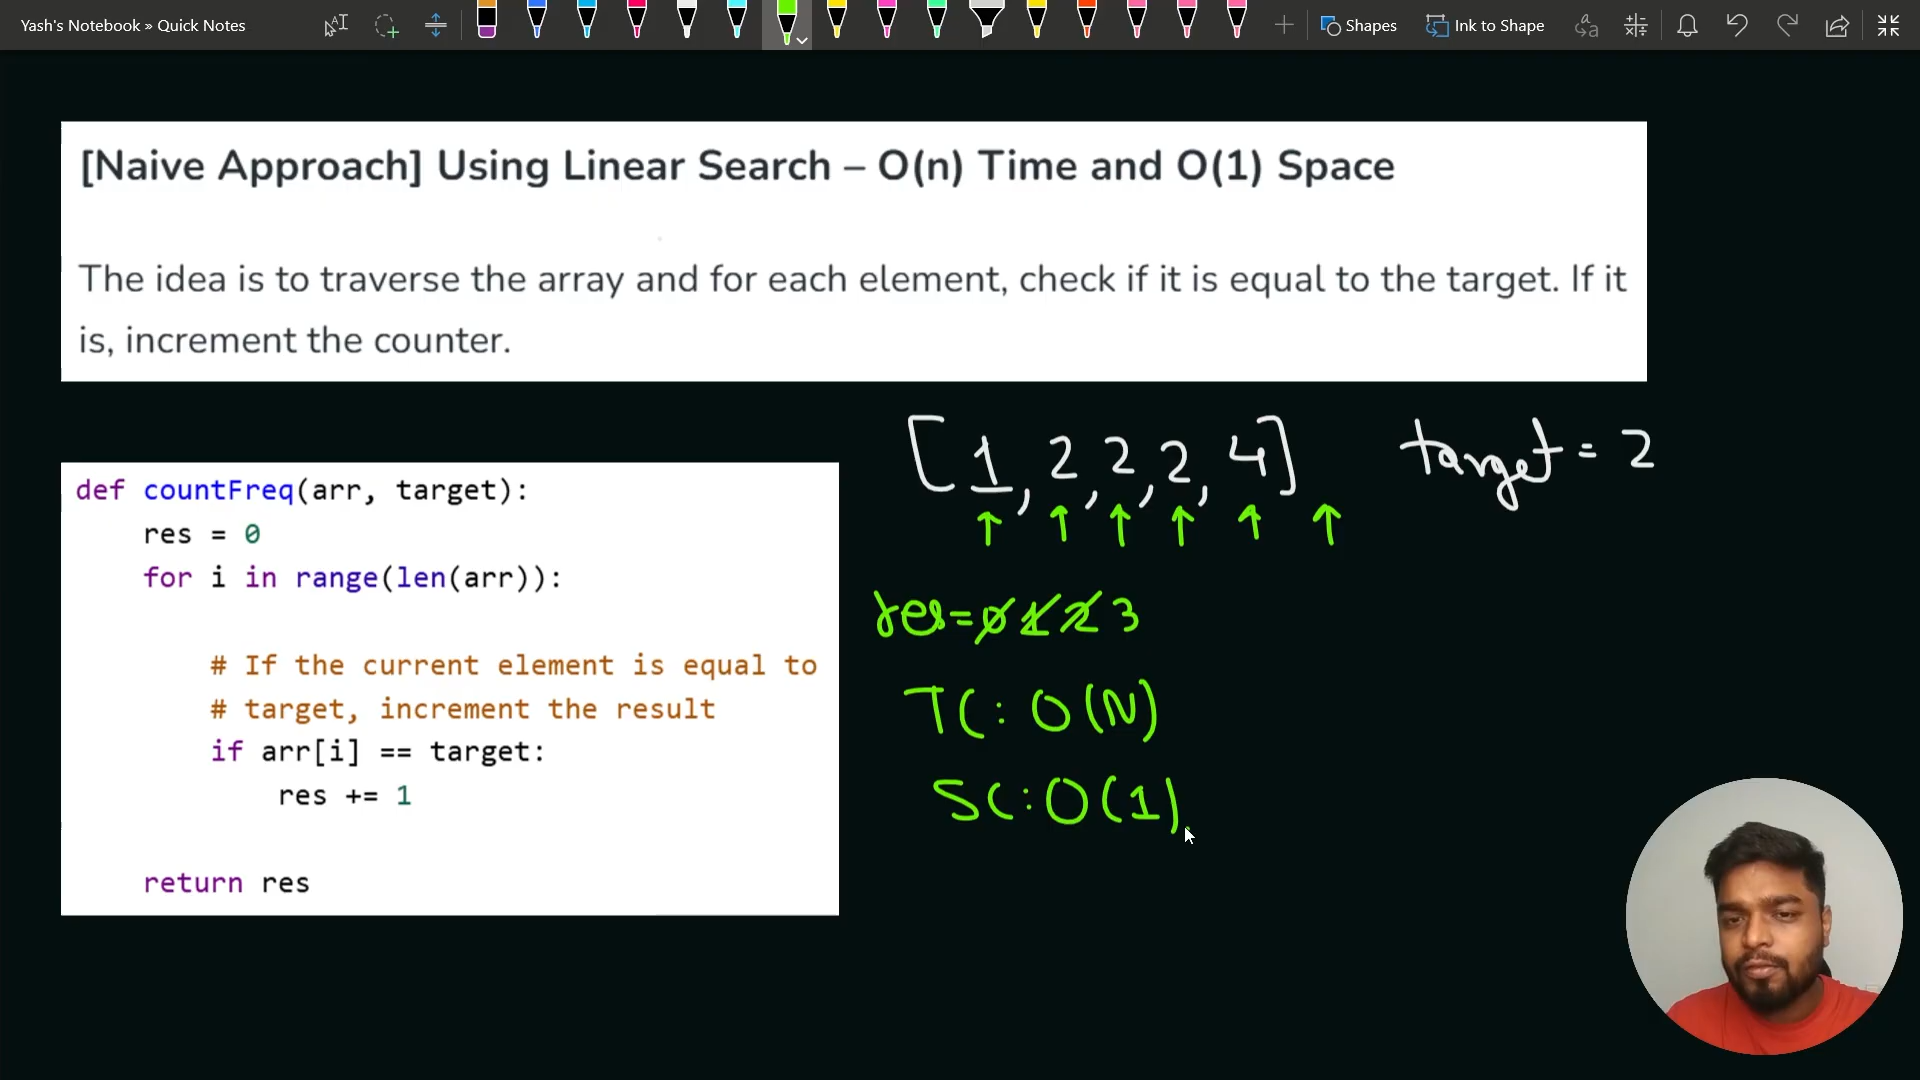 Yash's Notebook » Quick Notes
Shapes
Ink to Shape
[Naive Approach] Using Linear Search – O(n) Time and O(1) Space
The idea is to traverse the array and for each element, check if it is equal to the target. If it
is, increment the counter.
[1, 2, 2, 2, 4] target = 2
def countFreq(arr, target):
res = 0
for i in range(len(arr)):
# If the current element is equal to
# target, increment the result
if arr[i] == target:
res += 1
return res
res = 0 1 2 3
TC: O(N)
SC: O(1)